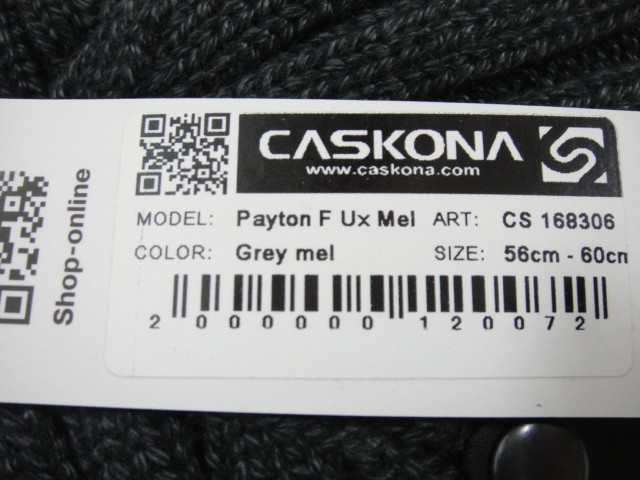 CASKONA
www.caskona.com
MODEL: Payton F Ux Mel ART: CS 168306
COLOR: Grey mel SIZE: 56cm - 60cm
2 000000 120072
Shop-online